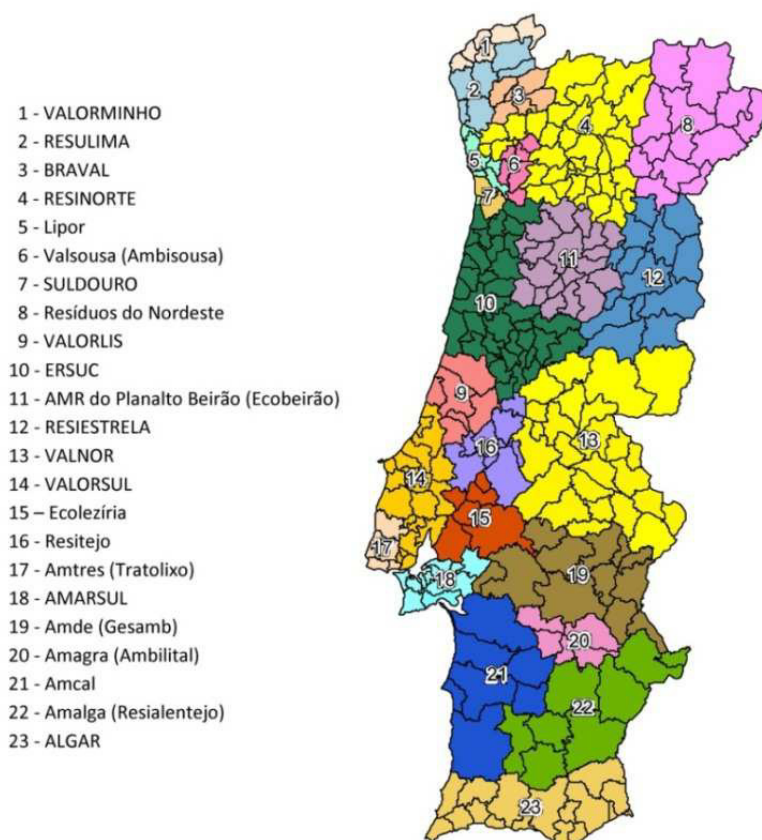 1 - VALORMINHO
2 - RESULIMA
3 - BRAVAL
4 - RESINORTE
5 - Lipor
6 - Valsousa (Ambisousa)
7 - SULDOURO
8 - Resíduos do Nordeste
9 - VALORLIS
10 - ERSUC
11 - AMR do Planalto Beirão (Ecobeirão)
12 - RESIESTRELA
13 - VALNOR
14 - VALORSUL
15 – Ecolezíria
16 - Resitejo
17 - Amtres (Tratolixo)
18 - AMARSUL
19 - Amde (Gesamb)
20 - Amagra (Ambilital)
21 - Amcal
22 - Amalga (Resialentejo)
23 - ALGAR
1
2
3
4
8
5
6
7
11
12
10
9
13
16
14
15
17
18
19
20
21
22
23